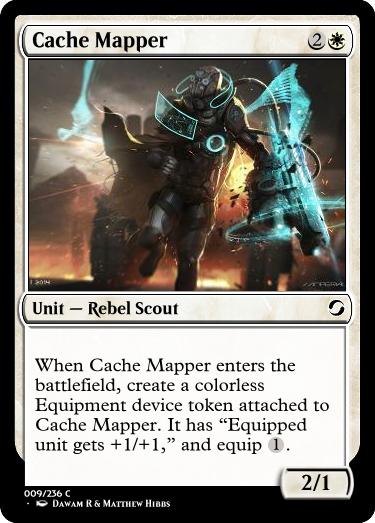 Cache Mapper 2
2014
Unit — Rebel Scout
When Cache Mapper enters the
battlefield, create a colorless
Equipment device token attached to
Cache Mapper. It has “Equipped
unit gets +1/+1,” and equip 1.
2/1
009/236 C
· Dawam R & Matthew Hibbs